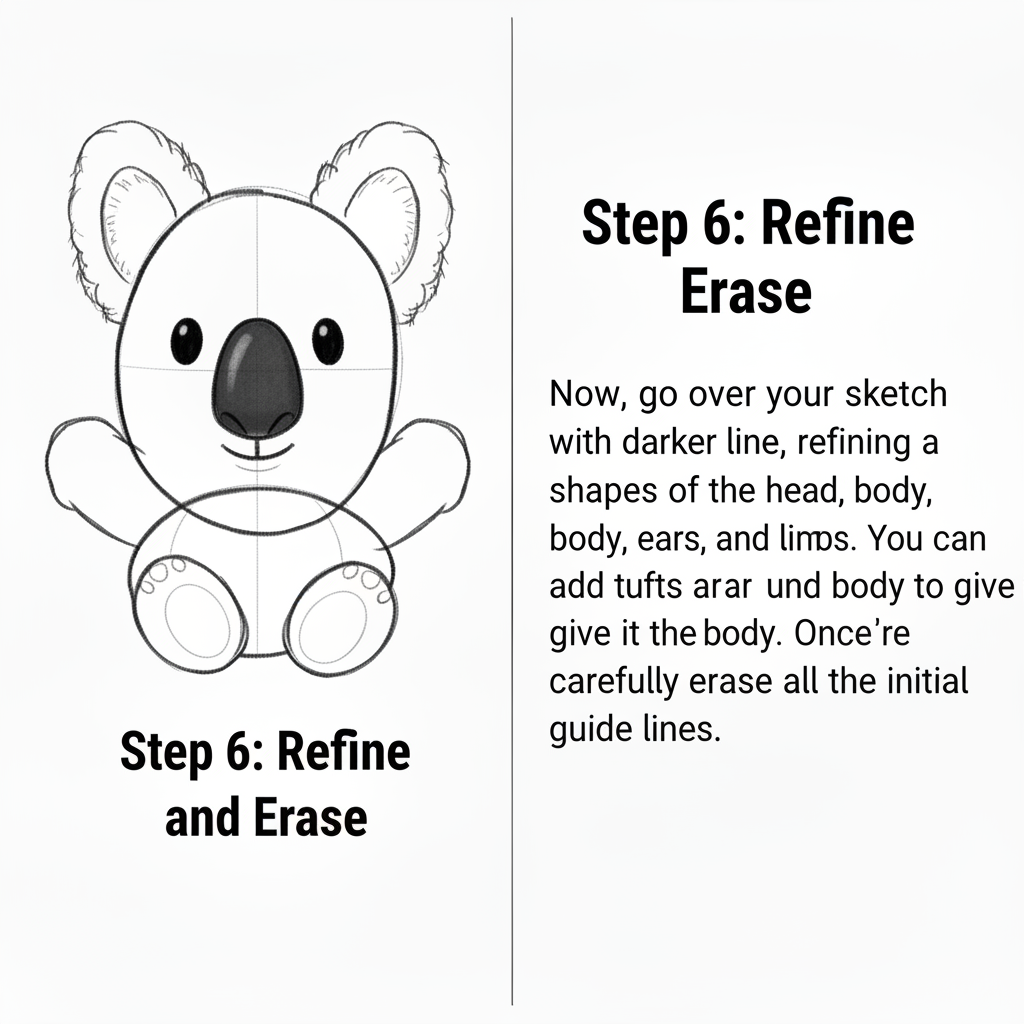 Step 6: Refine
and Erase
Step 6: Refine
Erase
Now, go over your sketch
with darker line, refining a
shapes of the head, body,
body, ears, and limps. You can
add tufts arar und body to give
give it the body. Once're
carefully erase all the initial
guide lines.